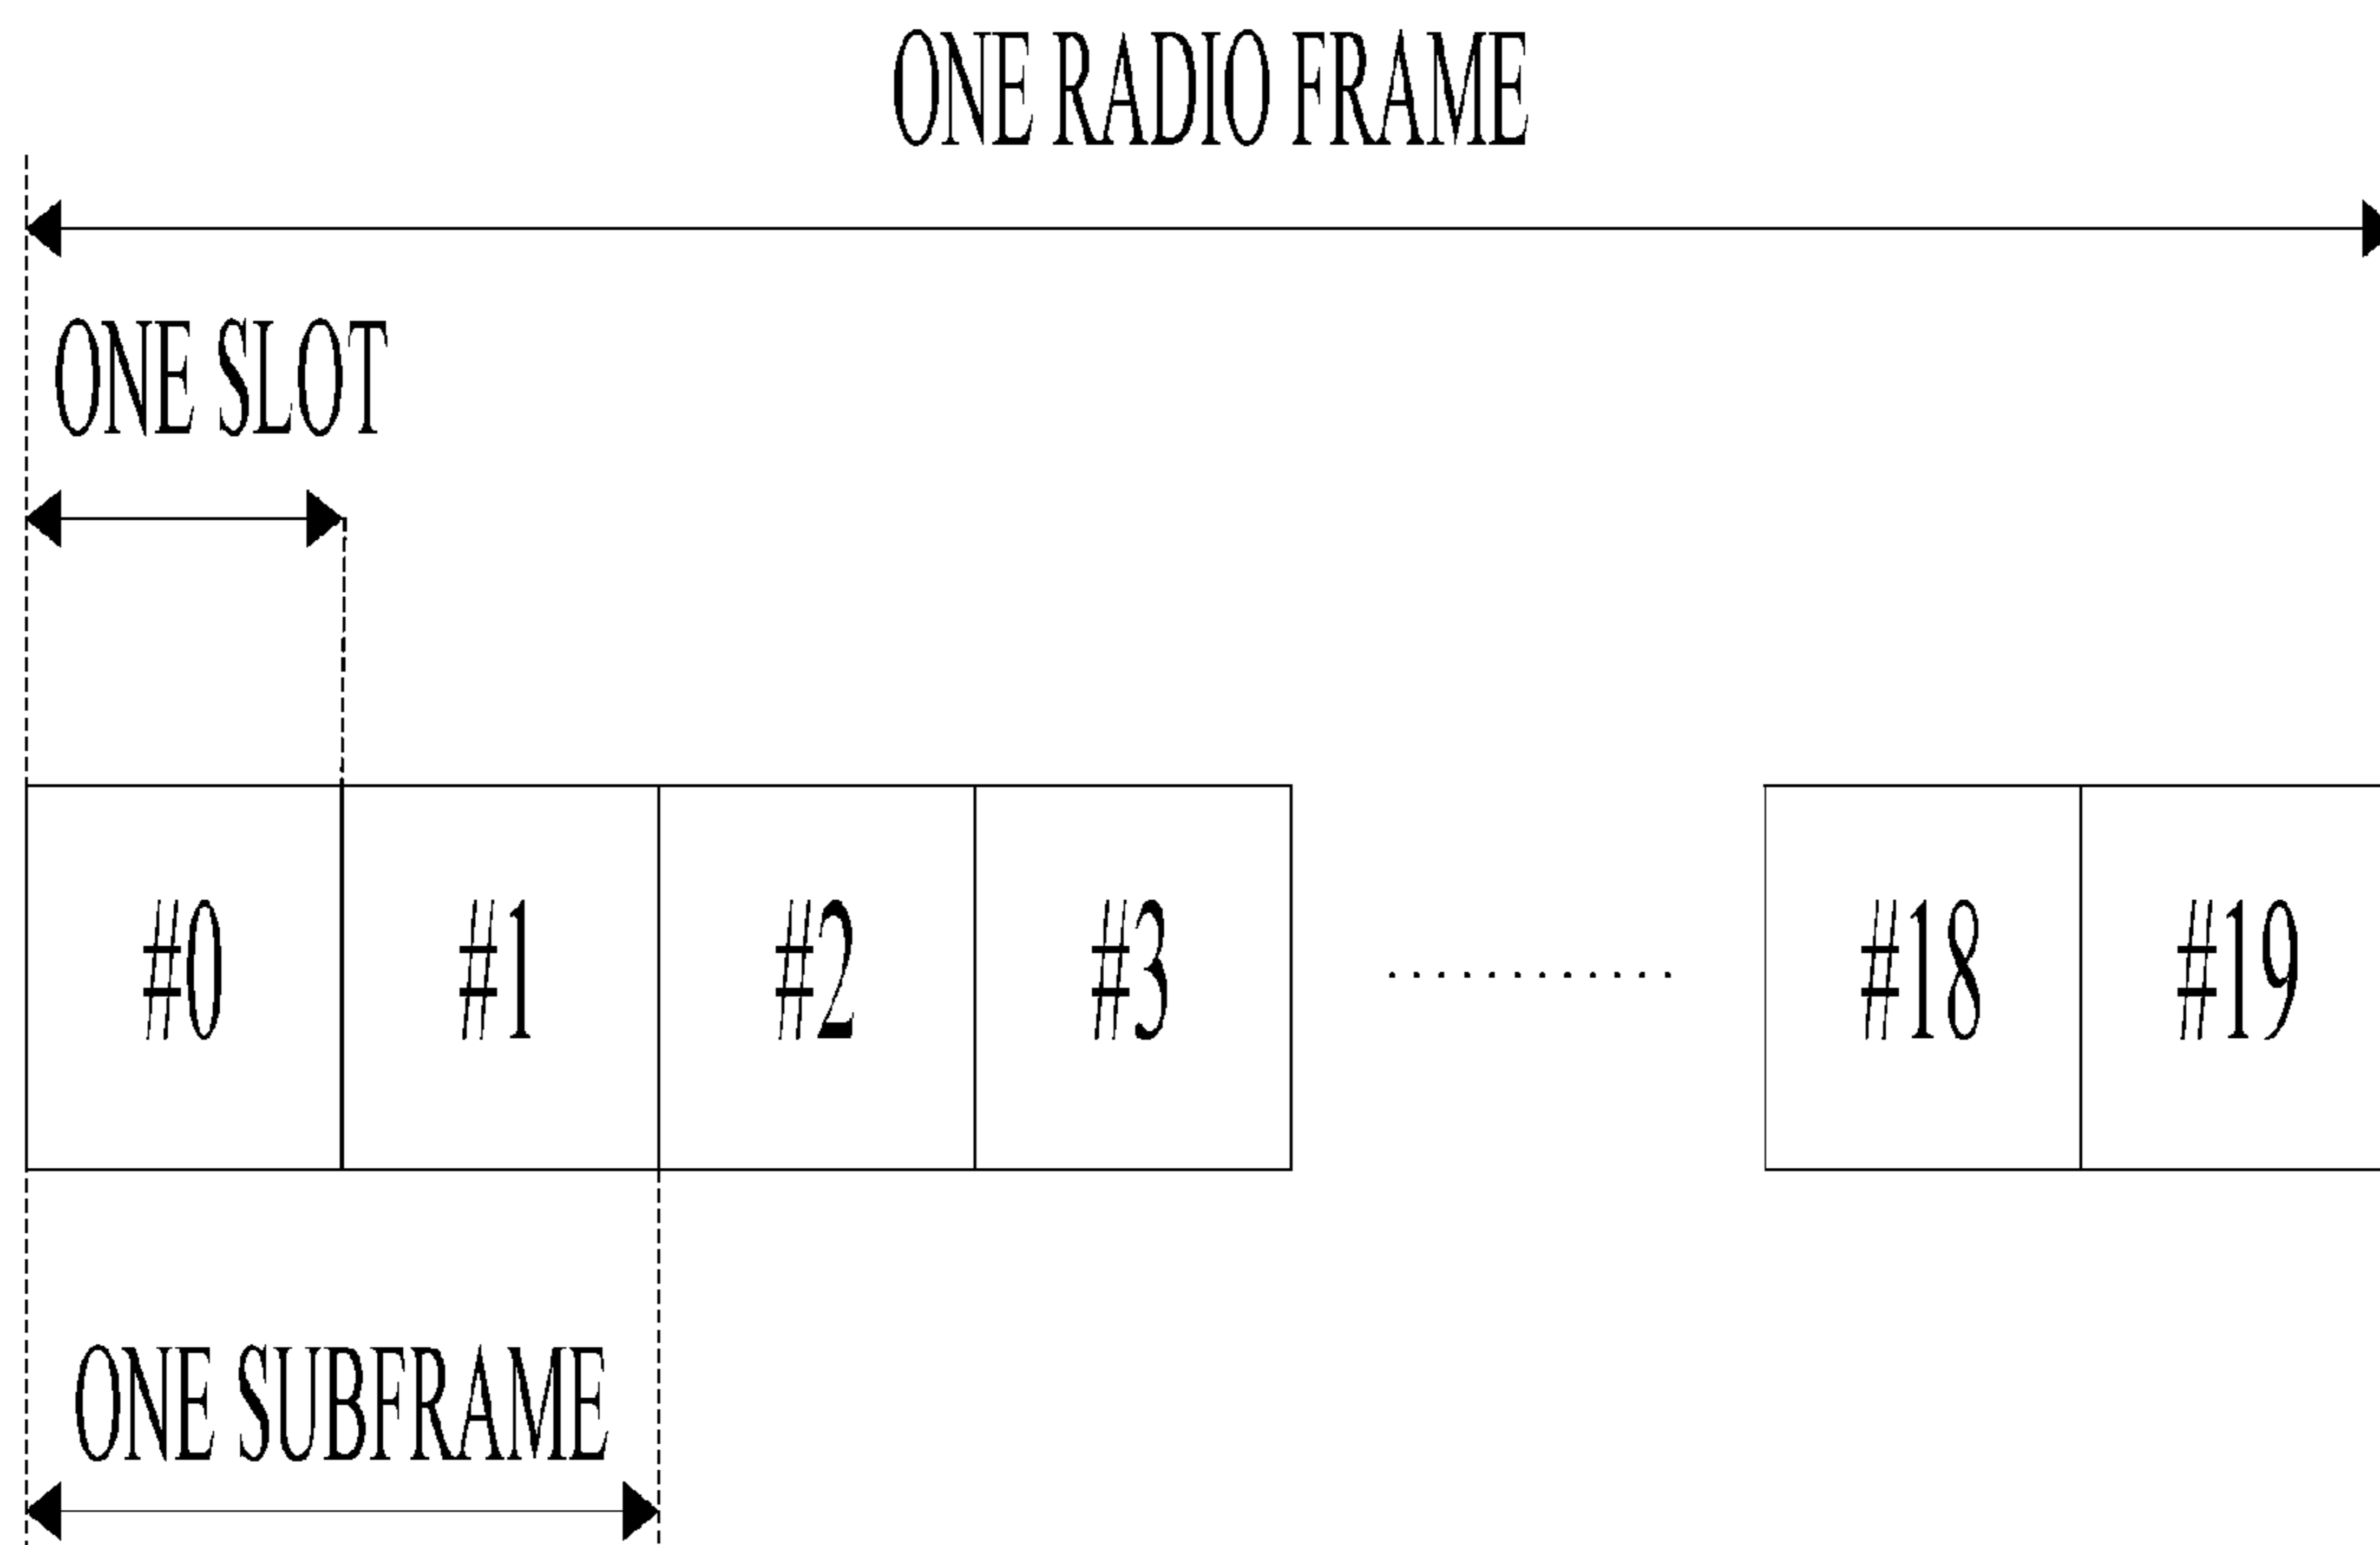 ONE RADIO FRAME
ONE SLOT
#0 #1 #2 #3 ............ #18 #19
ONE SUBFRAME